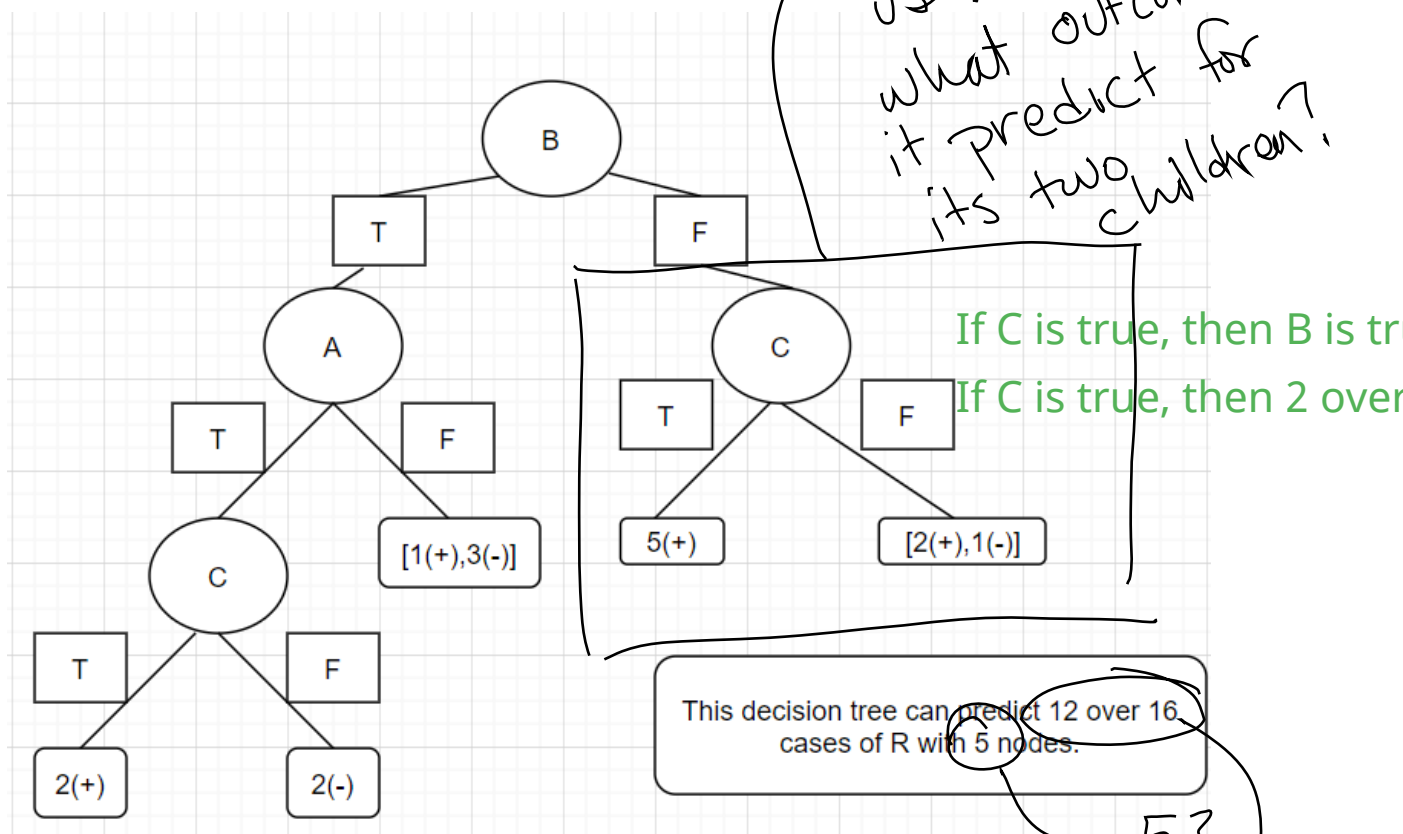 what
it predict for
its two
children?
B
T
F
A
C
If C is true, then B is
T
F
T
F
If C is true, then 2 over
[1(+),3(-)]
5(+)
[2(+),1(-)]
C
T
F
This decision tree can predict 12 over 16
cases of R with 5 nodes.
2(+)
2(-)
5?